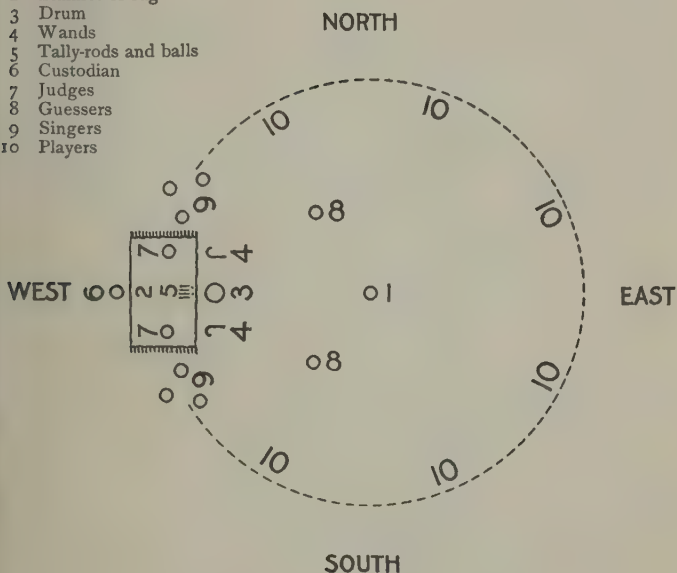 3 Drum
4 Wands
5 Tally-rods and balls
6 Custodian
7 Judges
8 Guessers
9 Singers
10 Players
NORTH
10 10
9 8 10
7 4
WEST 6 2 5 3 1 EAST
7 4
8
9 10
10 10
SOUTH